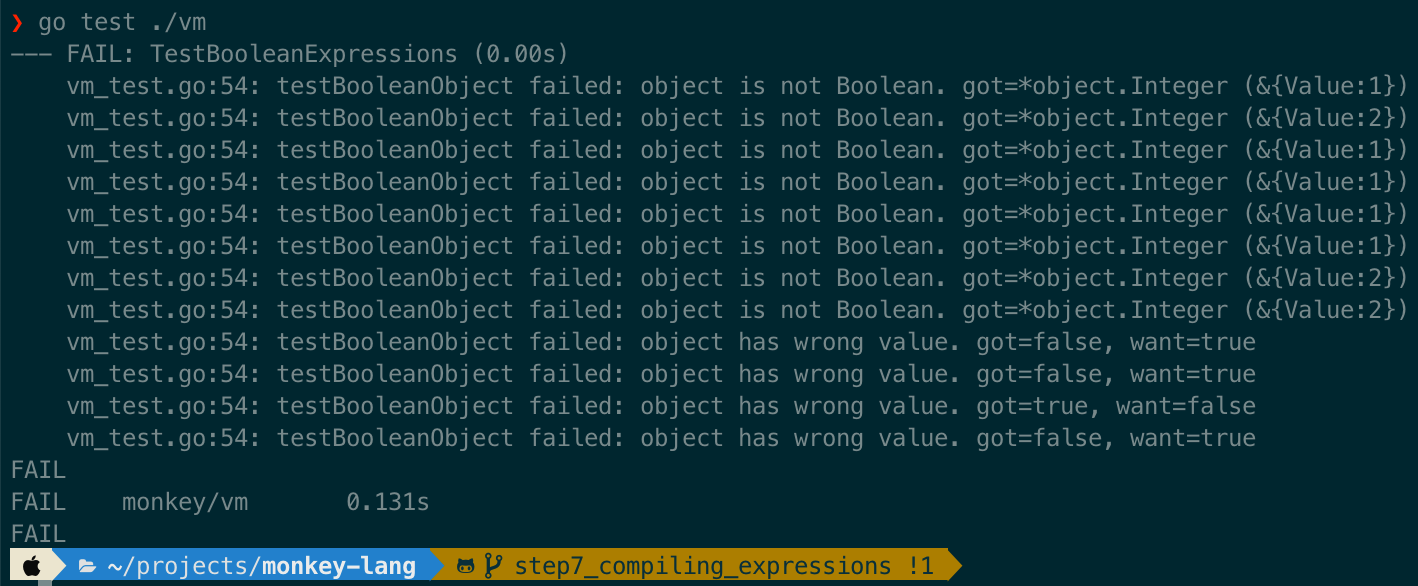 ❯ go test ./vm
--- FAIL: TestBooleanExpressions (0.00s)
    vm_test.go:54: testBooleanObject failed: object is not Boolean. got=*object.Integer (&{Value:1})
    vm_test.go:54: testBooleanObject failed: object is not Boolean. got=*object.Integer (&{Value:2})
    vm_test.go:54: testBooleanObject failed: object is not Boolean. got=*object.Integer (&{Value:1})
    vm_test.go:54: testBooleanObject failed: object is not Boolean. got=*object.Integer (&{Value:1})
    vm_test.go:54: testBooleanObject failed: object is not Boolean. got=*object.Integer (&{Value:1})
    vm_test.go:54: testBooleanObject failed: object is not Boolean. got=*object.Integer (&{Value:1})
    vm_test.go:54: testBooleanObject failed: object is not Boolean. got=*object.Integer (&{Value:2})
    vm_test.go:54: testBooleanObject failed: object is not Boolean. got=*object.Integer (&{Value:2})
    vm_test.go:54: testBooleanObject failed: object has wrong value. got=false, want=true
    vm_test.go:54: testBooleanObject failed: object has wrong value. got=false, want=true
    vm_test.go:54: testBooleanObject failed: object has wrong value. got=true, want=false
    vm_test.go:54: testBooleanObject failed: object has wrong value. got=false, want=true
FAIL
FAIL    monkey/vm       0.131s
FAIL
~/projects/monkey-lang step7_compiling_expressions !1